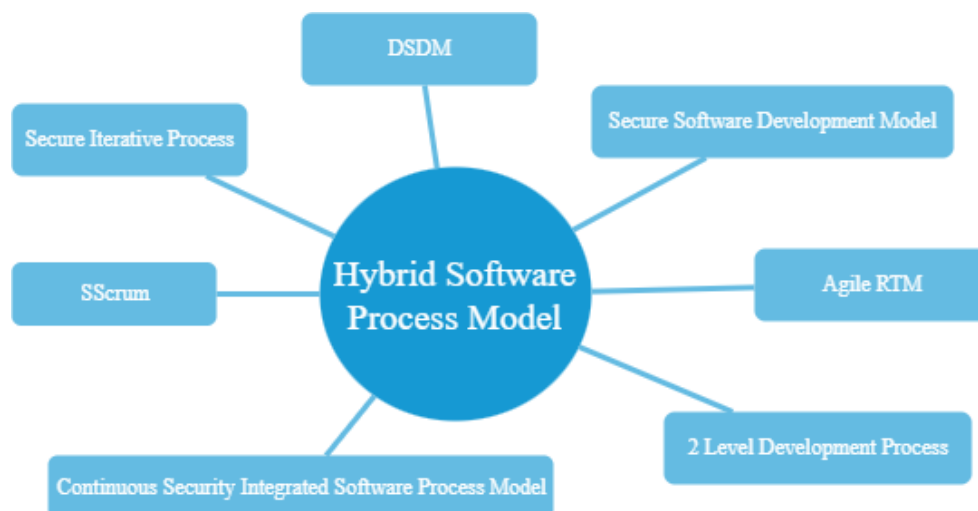 DSDM
Secure Software Development Model
Secure Iterative Process
Hybrid Software
Process Model
SScrum
Agile RTM
2 Level Development Process
Continuous Security Integrated Software Process Model